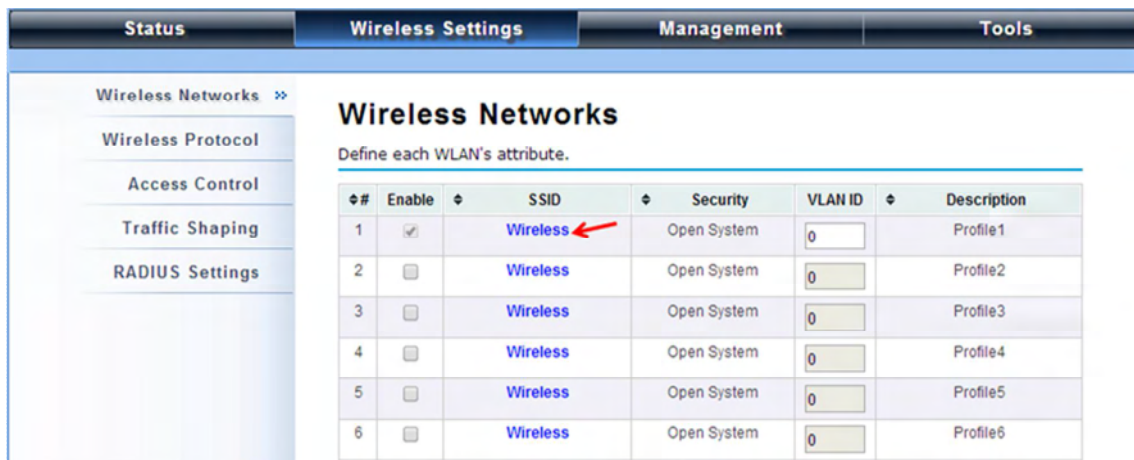 Status Wireless Settings Management Tools
Wireless Networks »
Wireless Protocol
Access Control
Traffic Shaping
RADIUS Settings
Wireless Networks
Define each WLAN's attribute.
# Enable SSID Security VLAN ID Description
1 Wireless Open System 0 Profile1
2 Wireless Open System 0 Profile2
3 Wireless Open System 0 Profile3
4 Wireless Open System 0 Profile4
5 Wireless Open System 0 Profile5
6 Wireless Open System 0 Profile6